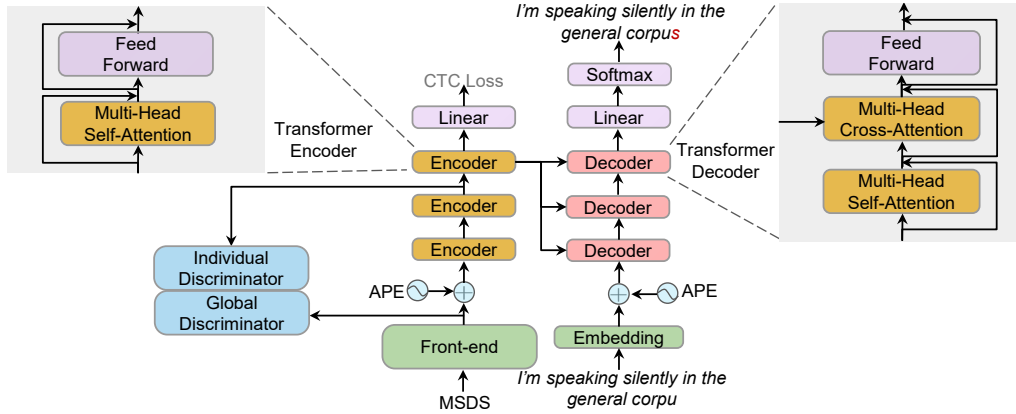 I'm speaking silently in the
general corpus
Feed
Forward
Multi-Head
Self-Attention
Transformer
Encoder
CTC Loss
Linear
Encoder
Encoder
Encoder
APE
Individual
Discriminator
Global
Discriminator
Front-end
MSDS
Softmax
Linear
Decoder
Decoder
Decoder
APE
Embedding
I'm speaking silently in the
general corpu
Transformer
Decoder
Feed
Forward
Multi-Head
Cross-Attention
Multi-Head
Self-Attention